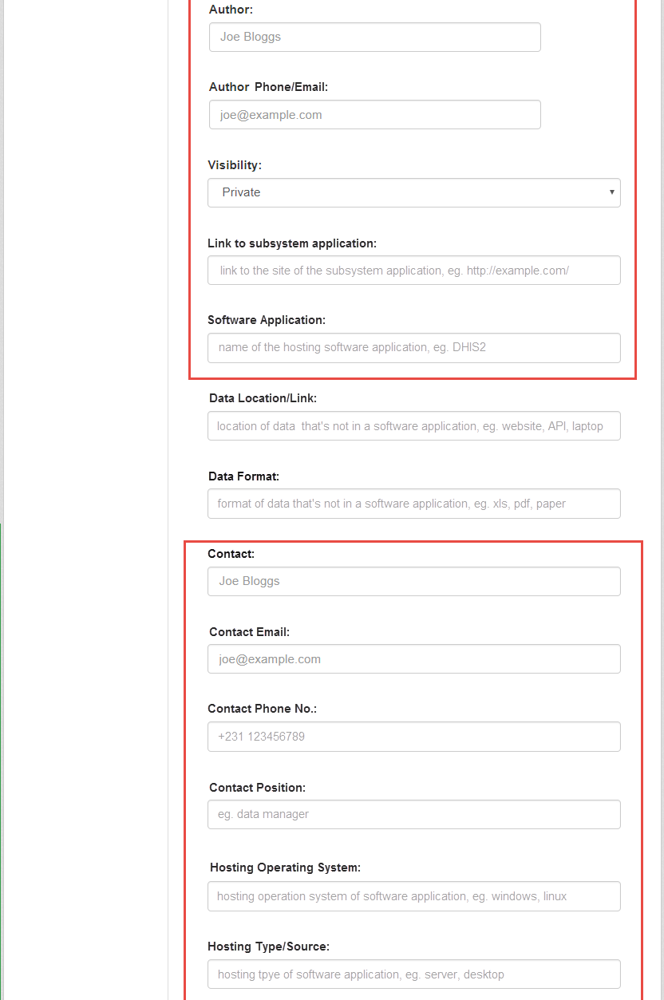 Author:
Joe Bloggs
Author Phone/Email:
joe@example.com
Visibility:
Private
Link to subsystem application:
link to the site of the subsystem application, eg. http://example.com/
Software Application:
name of the hosting software application, eg. DHIS2
Data Location/Link:
location of data that's not in a software application, eg. website, API, laptop
Data Format:
format of data that's not in a software application, eg. xls, pdf, paper
Contact:
Joe Bloggs
Contact Email:
joe@example.com
Contact Phone No.:
+231 123456789
Contact Position:
eg. data manager
Hosting Operating System:
hosting operation system of software application, eg. windows, linux
Hosting Type/Source:
hosting tpye of software application, eg. server, desktop